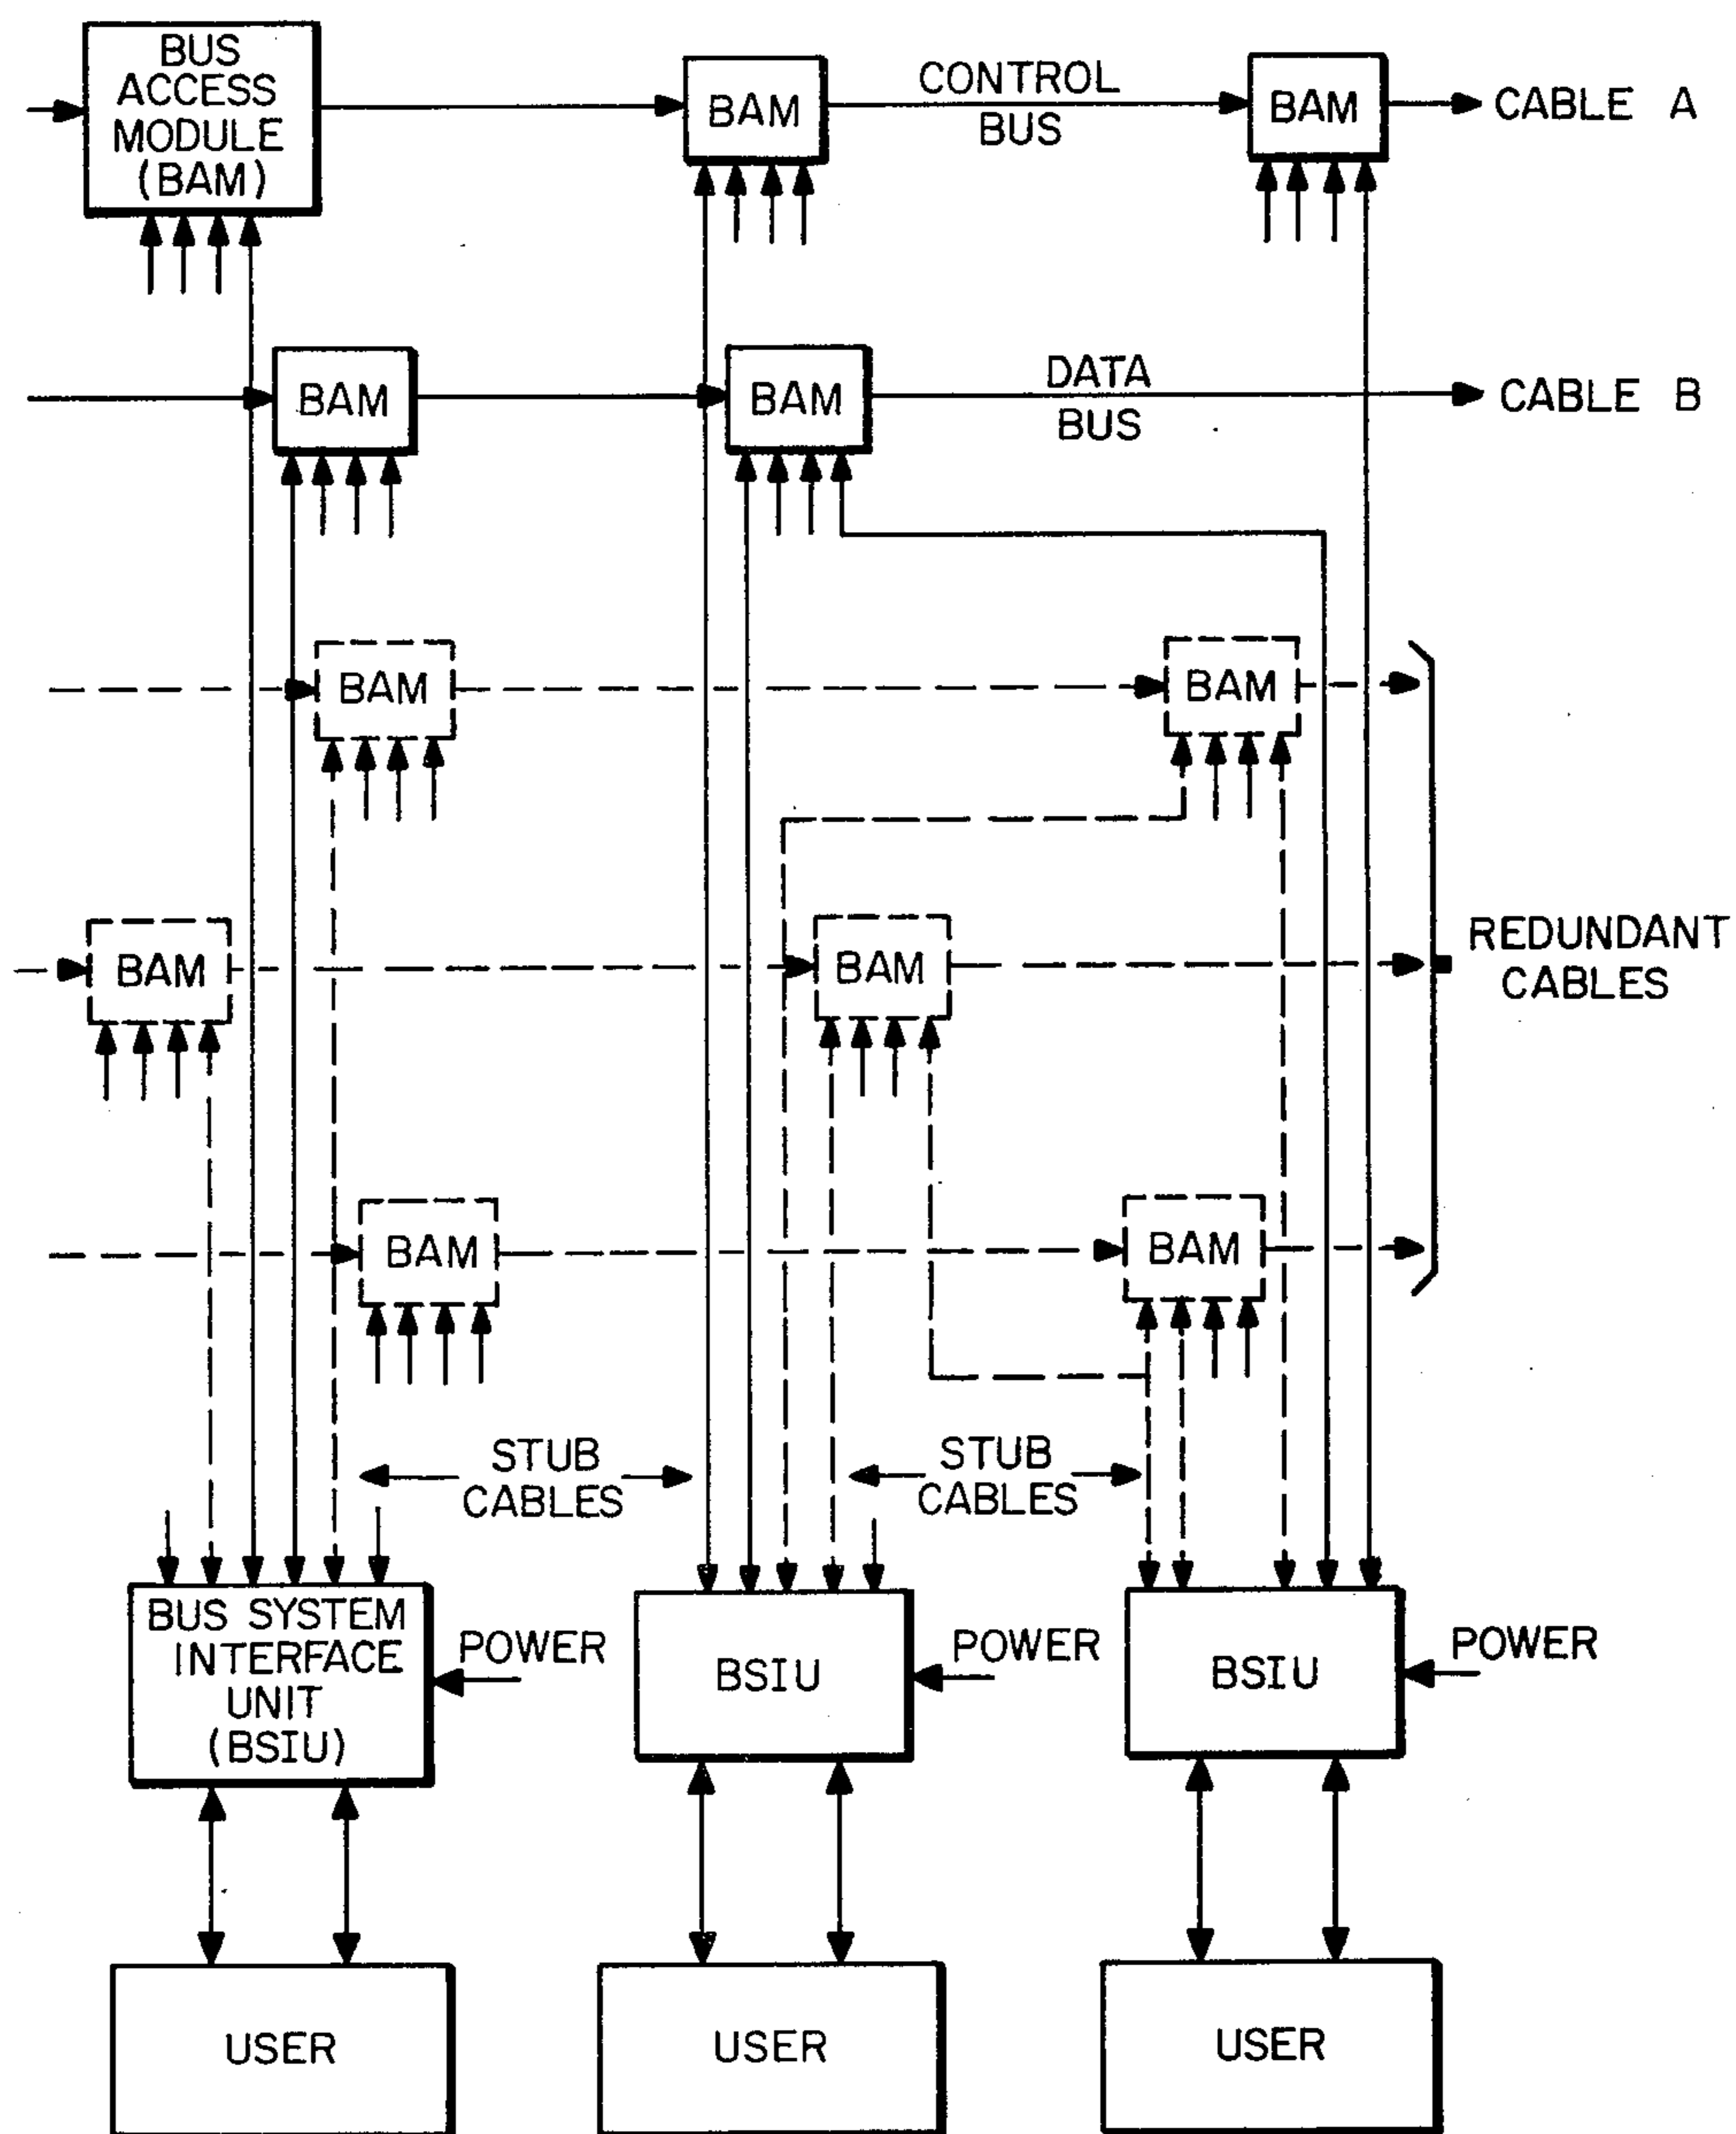 BUS
ACCESS
MODULE
(BAM)
BAM
CONTROL
BUS
BAM
CABLE A
BAM
BAM
DATA
BUS
CABLE B
BAM
BAM
BAM
BAM
REDUNDANT
CABLES
BAM
BAM
STUB
CABLES
STUB
CABLES
BUS SYSTEM
INTERFACE
UNIT
(BSIU)
POWER
BSIU
POWER
BSIU
POWER
USER
USER
USER